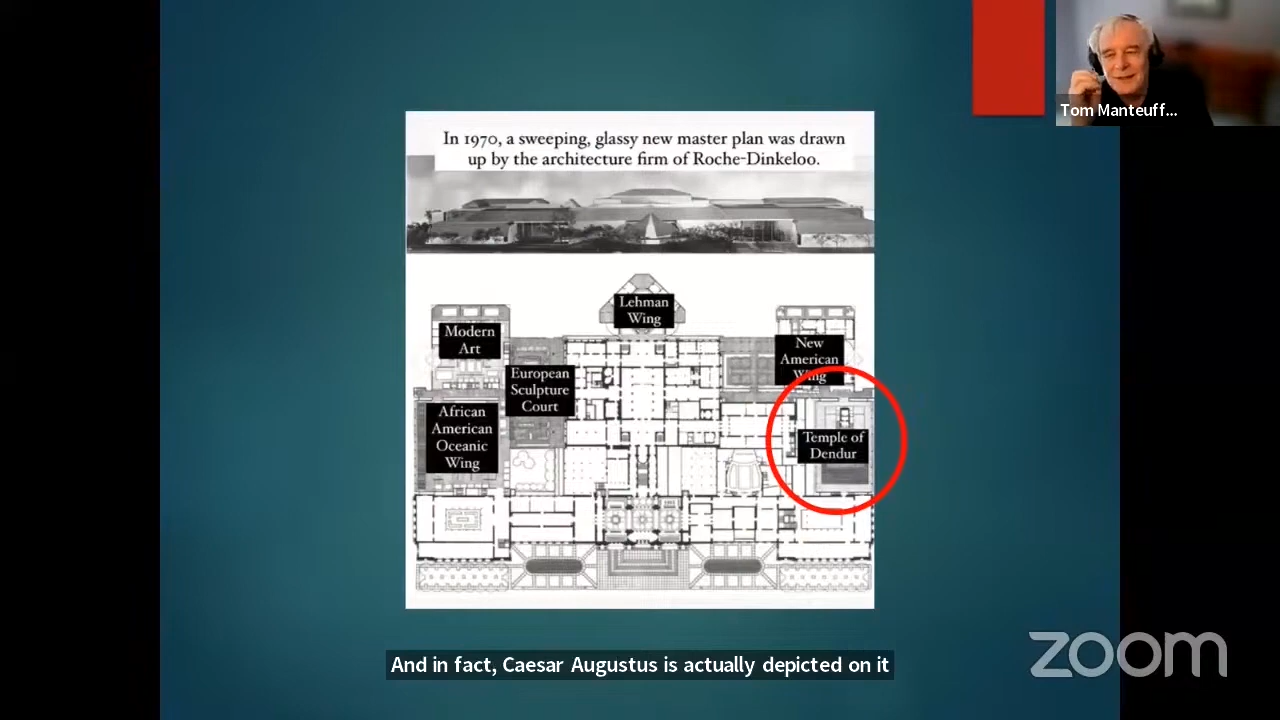 Tom Manteuff...
In 1970, a sweeping, glassy new master plan was drawn
up by the architecture firm of Roche-Dinkeloo.
Lehman
Wing
Modern
Art
New
American
Wing
European
Sculpture
Court
African
American
Oceanic
Wing
Temple of
Dendur
And in fact, Caesar Augustus is actually depicted on it
zoom